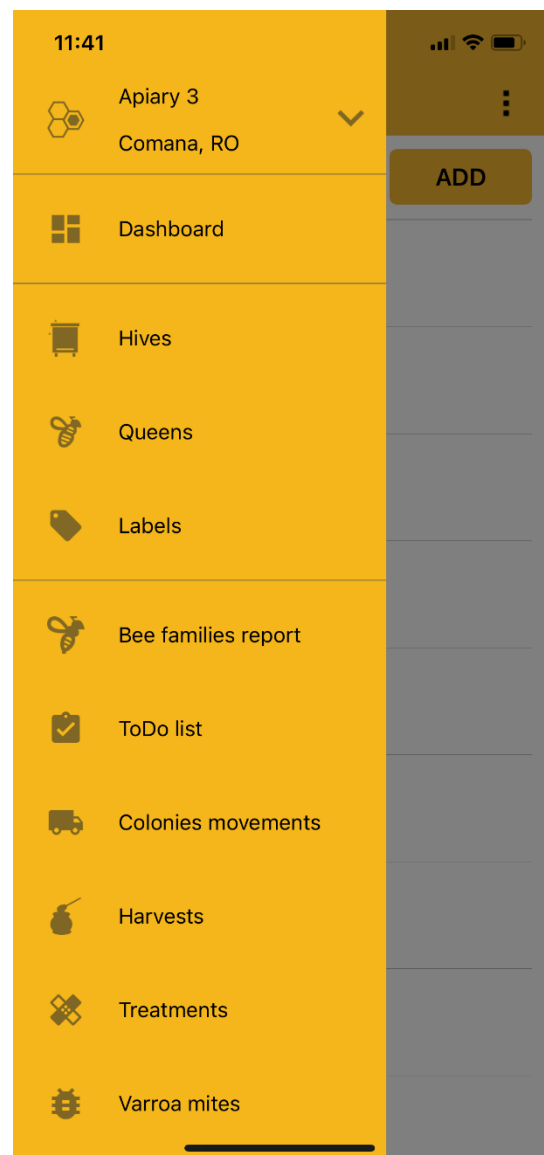 11:41
Apiary 3
Comana, RO
ADD
Dashboard
Hives
Queens
Labels
Bee families report
ToDo list
Colonies movements
Harvests
Treatments
Varroa mites